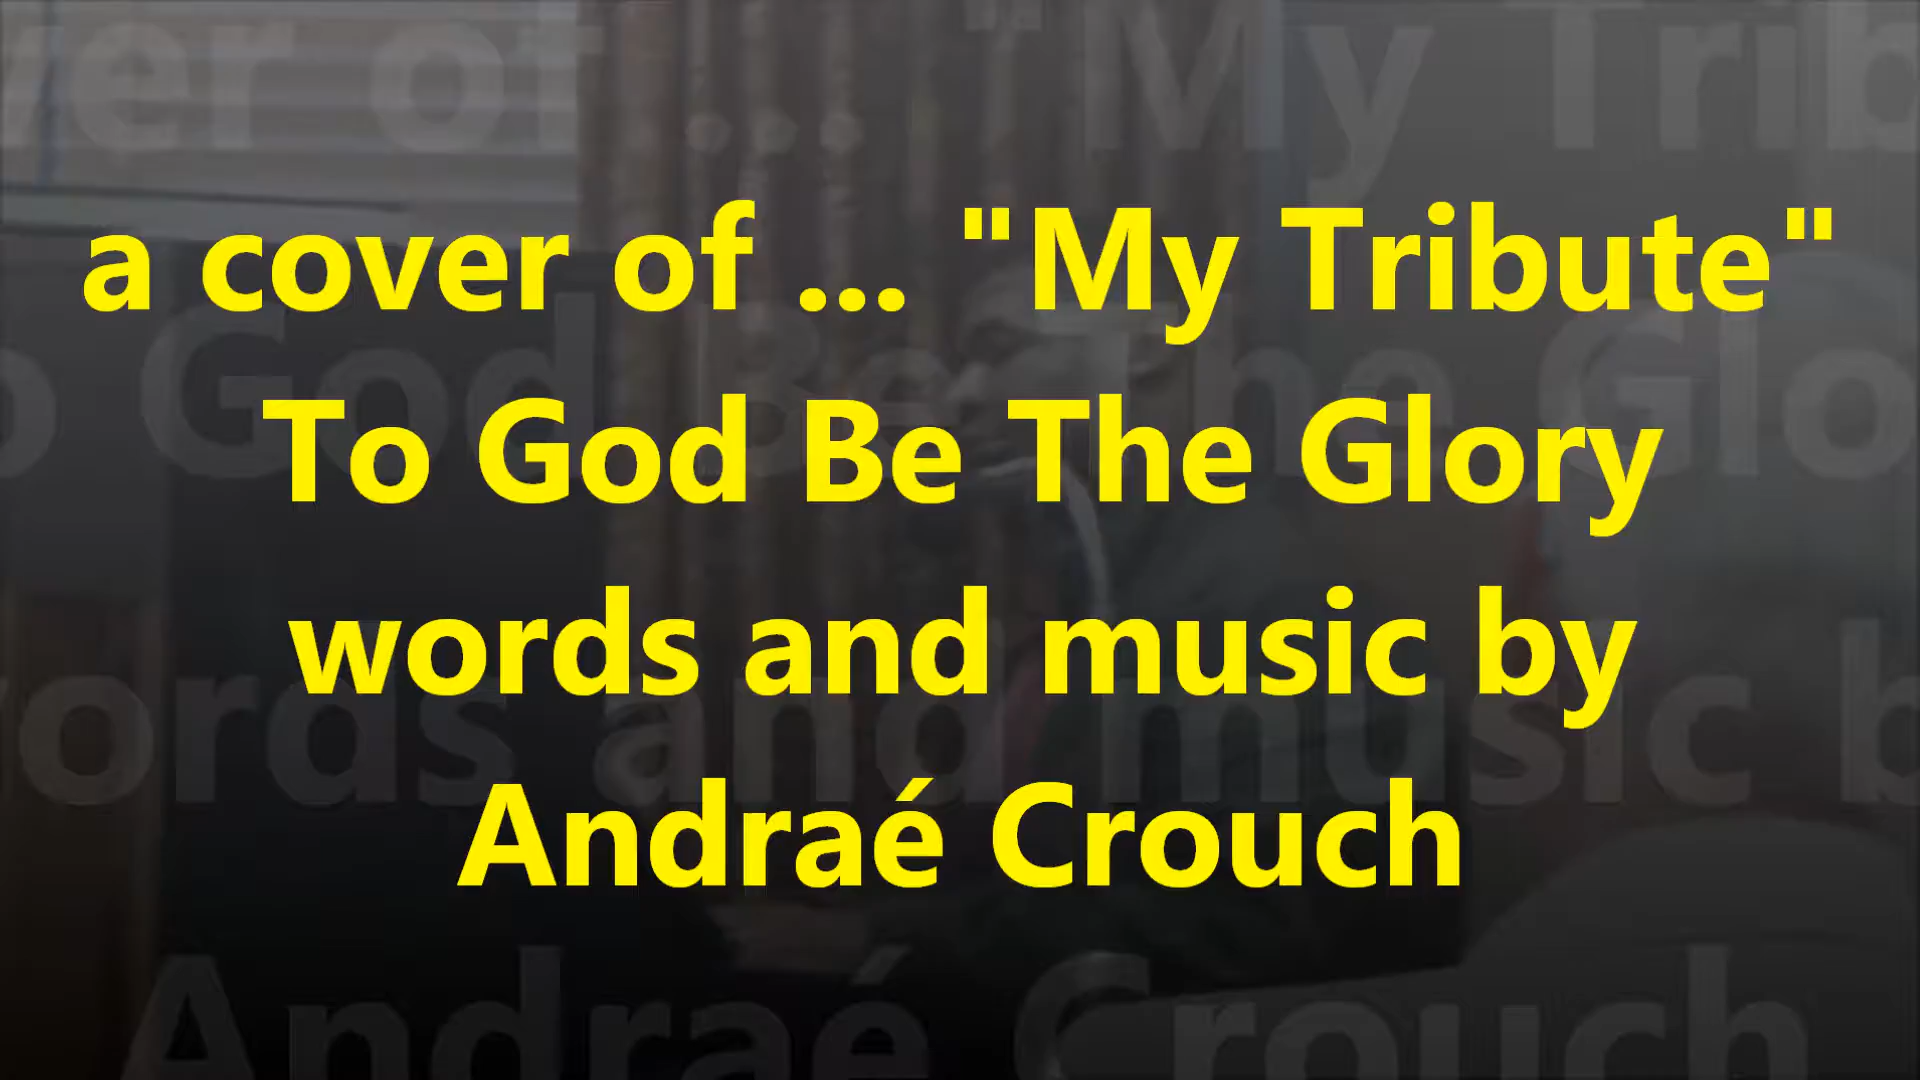 a cover of ... "My Tribute"
To God Be The Glory
words and music by
Andraé Crouch